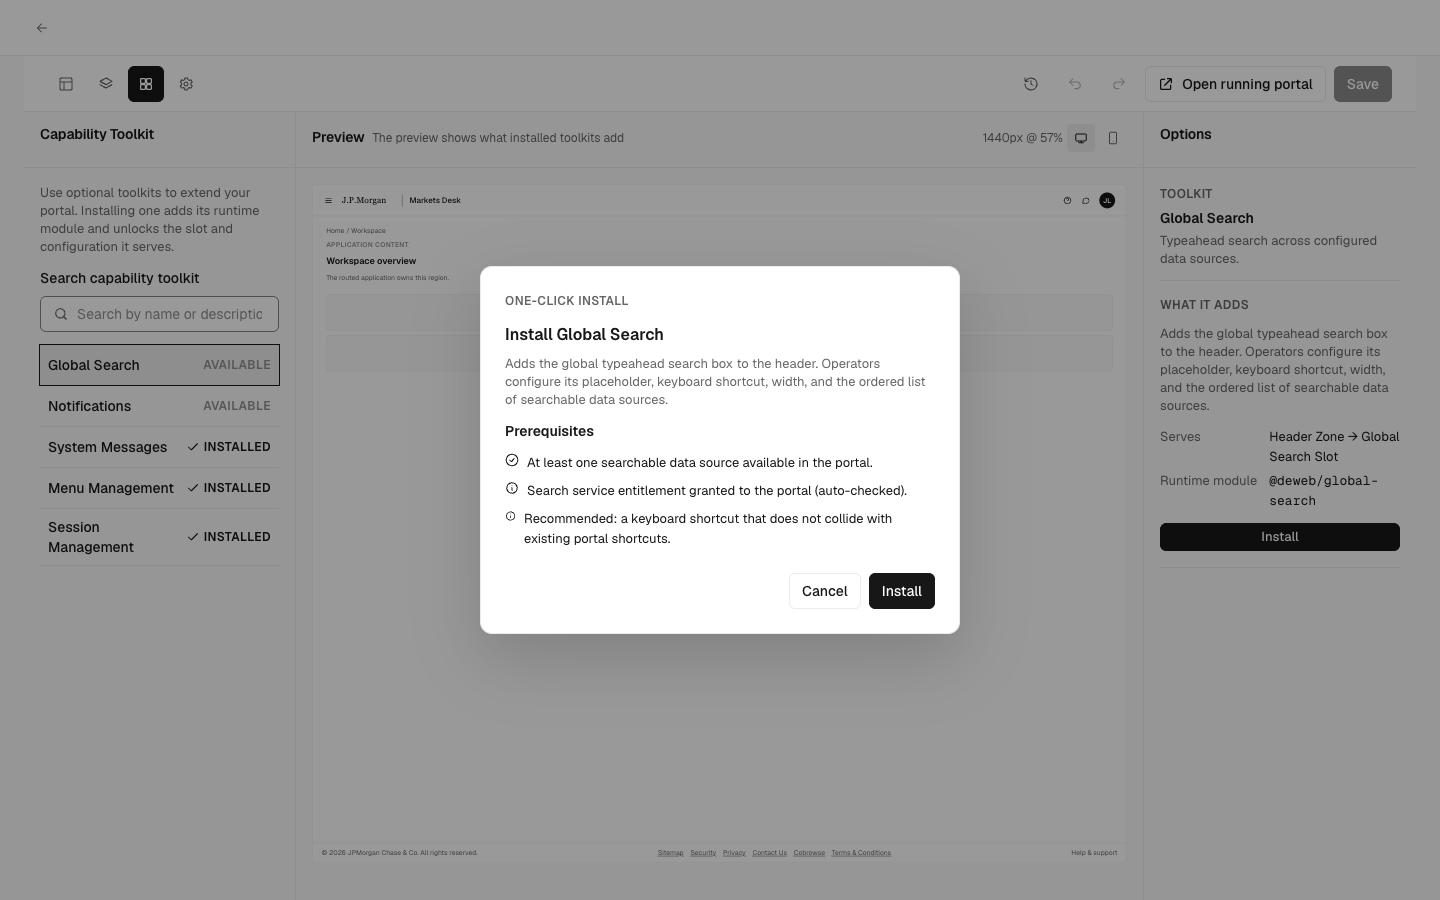 Open running portal
Save
Capability Toolkit
Preview The preview shows what installed toolkits add
1440px @ 57%
Options
Use optional toolkits to extend your
portal. Installing one adds its runtime
module and unlocks the slot and
configuration it serves.
Search capability toolkit
Search by name or descriptic
Global Search AVAILABLE
Notifications AVAILABLE
System Messages INSTALLED
Menu Management INSTALLED
Session
Management INSTALLED
J.P.Morgan Markets Desk
JL
Home / Workspace
APPLICATION CONTENT
Workspace overview
The routed application owns this region.
ONE-CLICK INSTALL
Install Global Search
Adds the global typeahead search box to the header. Operators
configure its placeholder, keyboard shortcut, width, and the ordered list
of searchable data sources.
Prerequisites
At least one searchable data source available in the portal.
Search service entitlement granted to the portal (auto-checked).
Recommended: a keyboard shortcut that does not collide with
existing portal shortcuts.
Cancel Install
© 2026 JPMorgan Chase & Co. All rights reserved.
Sitemap Security Privacy Contact Us Cobrowse Terms & Conditions
Help & support
TOOLKIT
Global Search
Typeahead search across configured
data sources.
WHAT IT ADDS
Adds the global typeahead search box
to the header. Operators configure its
placeholder, keyboard shortcut, width,
and the ordered list of searchable data
sources.
Serves Header Zone → Global
Search Slot
Runtime module @deweb/global-
search
Install